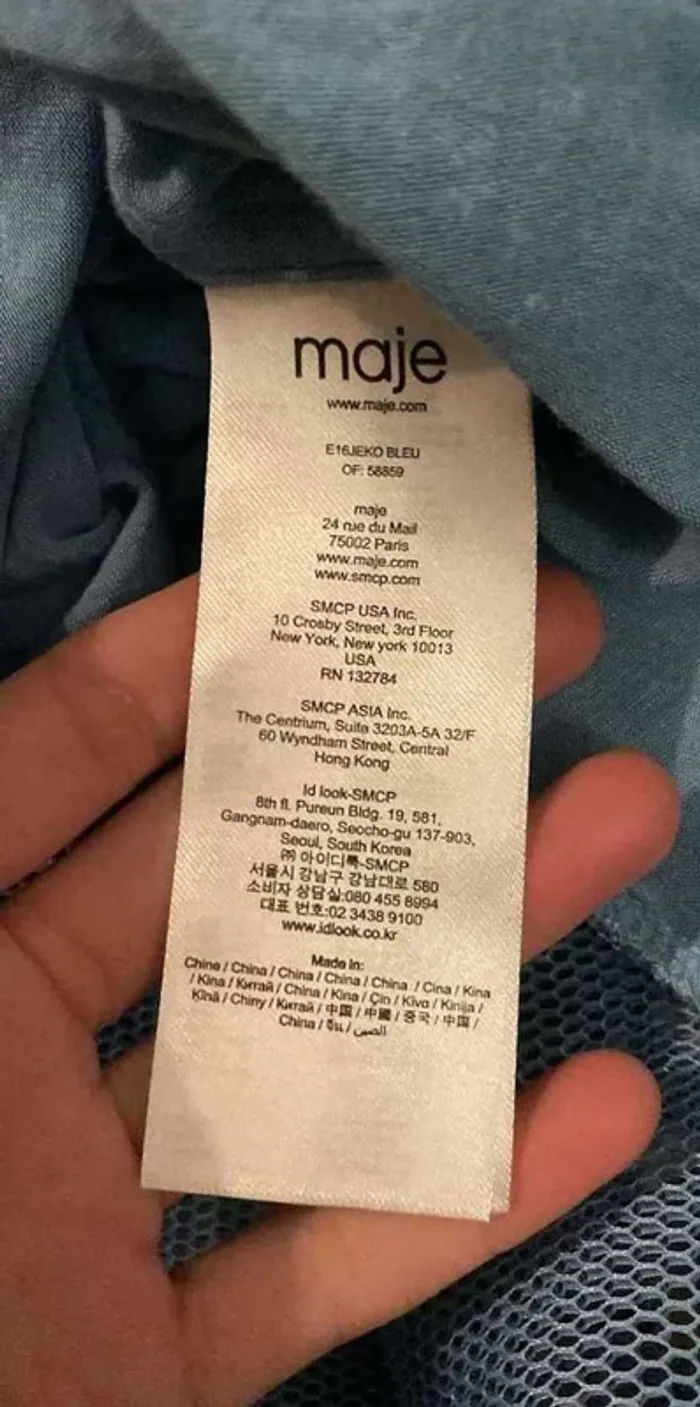 maje
www.maje.com
E16JEKO BLEU
OF: 58859
maje
24 rue du Mail
75002 Paris
www.maje.com
www.smcp.com
SMCP USA Inc.
10 Crosby Street, 3rd Floor
New York, New york 10013
USA
RN 132784
SMCP ASIA Inc.
The Centrium, Suite 3203A-5A 32/F
60 Wyndham Street, Central
Hong Kong
Id look-SMCP
8th fl. Pureun Bldg. 19, 581,
Gangnam-daero, Seocho-gu 137-903,
Seoul, South Korea
㈜ 아이디룩-SMCP
서울시 강남구 강남대로 580
소비자 상담실:080 455 8994
대표 번호:02 3438 9100
www.idlook.co.kr
Made in:
Chine / China / China / China / China / Cina / Kina
/ Kina / Китай / China / Kina / Çin / Kiva / Kinija /
Kīnā / Chiny / Китай / 中国 / 中國 / 중국 / 中国 /
China / จีน / الصين